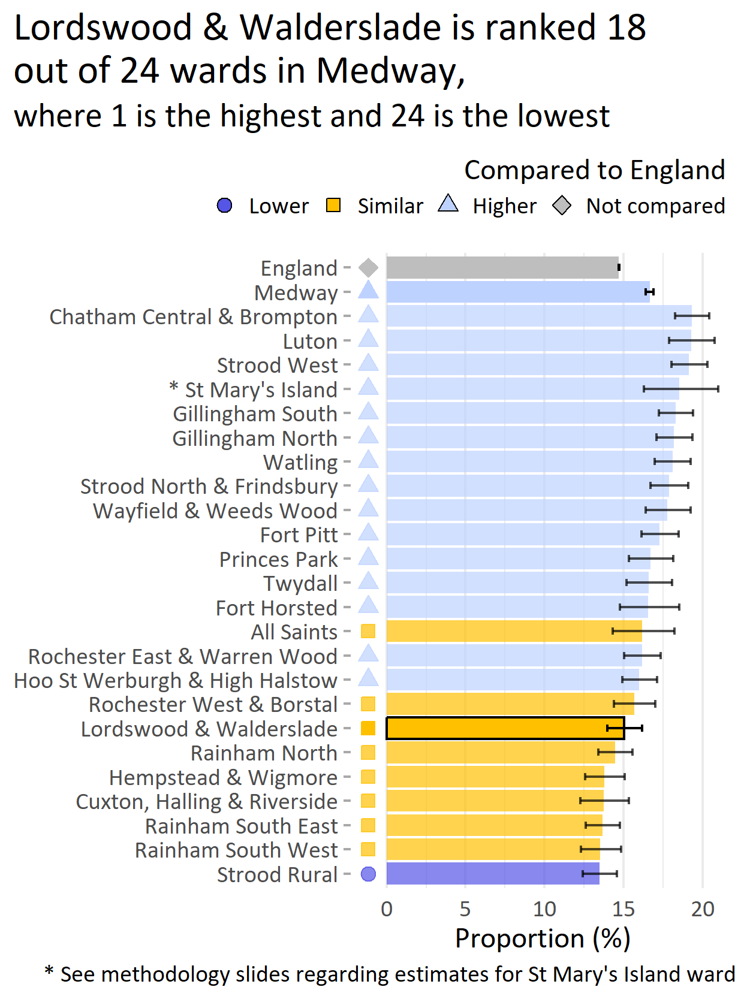 Lordswood & Walderslade is ranked 18
out of 24 wards in Medway,
where 1 is the highest and 24 is the lowest
Compared to England
Lower Similar Higher Not compared
England
Medway
Chatham Central & Brompton
Luton
Strood West
* St Mary's Island
Gillingham South
Gillingham North
Watling
Strood North & Frindsbury
Wayfield & Weeds Wood
Fort Pitt
Princes Park
Twydall
Fort Horsted
All Saints
Rochester East & Warren Wood
Hoo St Werburgh & High Halstow
Rochester West & Borstal
Lordswood & Walderslade
Rainham North
Hempstead & Wigmore
Cuxton, Halling & Riverside
Rainham South East
Rainham South West
Strood Rural
0 5 10 15 20
Proportion (%)
* See methodology slides regarding estimates for St Mary's Island ward